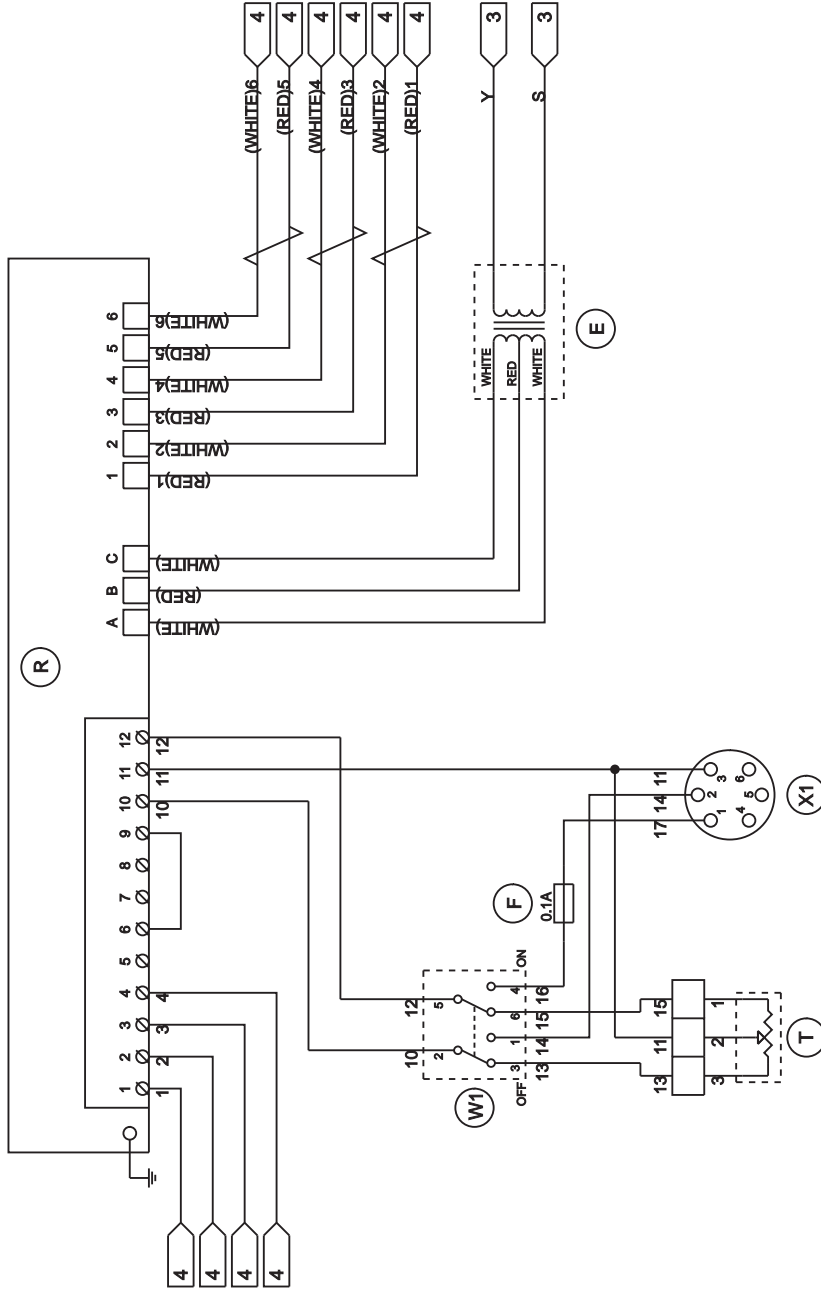 R
1 2 3 4 5 6 7 8 9 10 11 12 A B C 1 2 3 4 5 6
1 2 3 4 10 11 12 (WHITE) (RED) (WHITE) (RED)1 (WHITE)2 (RED)3 (WHITE)4 (RED)5 (WHITE)6
4
4
4
4
(WHITE)6 4
(RED)5 4
(WHITE)4 4
(RED)3 4
(WHITE)2 4
(RED)1 4
10 12
2 5
W1
OFF 3 1 6 4 ON
13 14 15 16
F
0.1A
WHITE
RED
WHITE
Y 3
S 3
E
13 11 15
17 14 11
3 2 1
1 2 3
4 5 6
T
X1